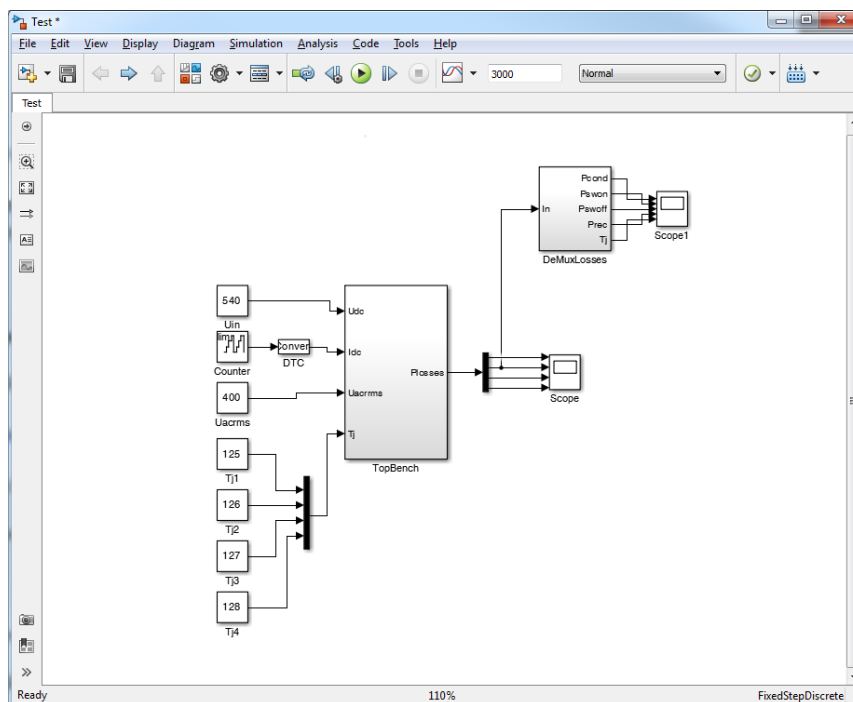 Test *
File Edit View Display Diagram Simulation Analysis Code Tools Help
3000 Normal
Test
Pcond
Pswon
In Pswoff
Prec
Tj
Scope1
DeMuxLosses
540
Uin
Udc
lim
Counter
Conver
DTC
Idc
400
Uacrms
Uacrms
Plosses
Scope
Tj
TopBench
125
Tj1
126
Tj2
127
Tj3
128
Tj4
Ready 110% FixedStepDiscrete